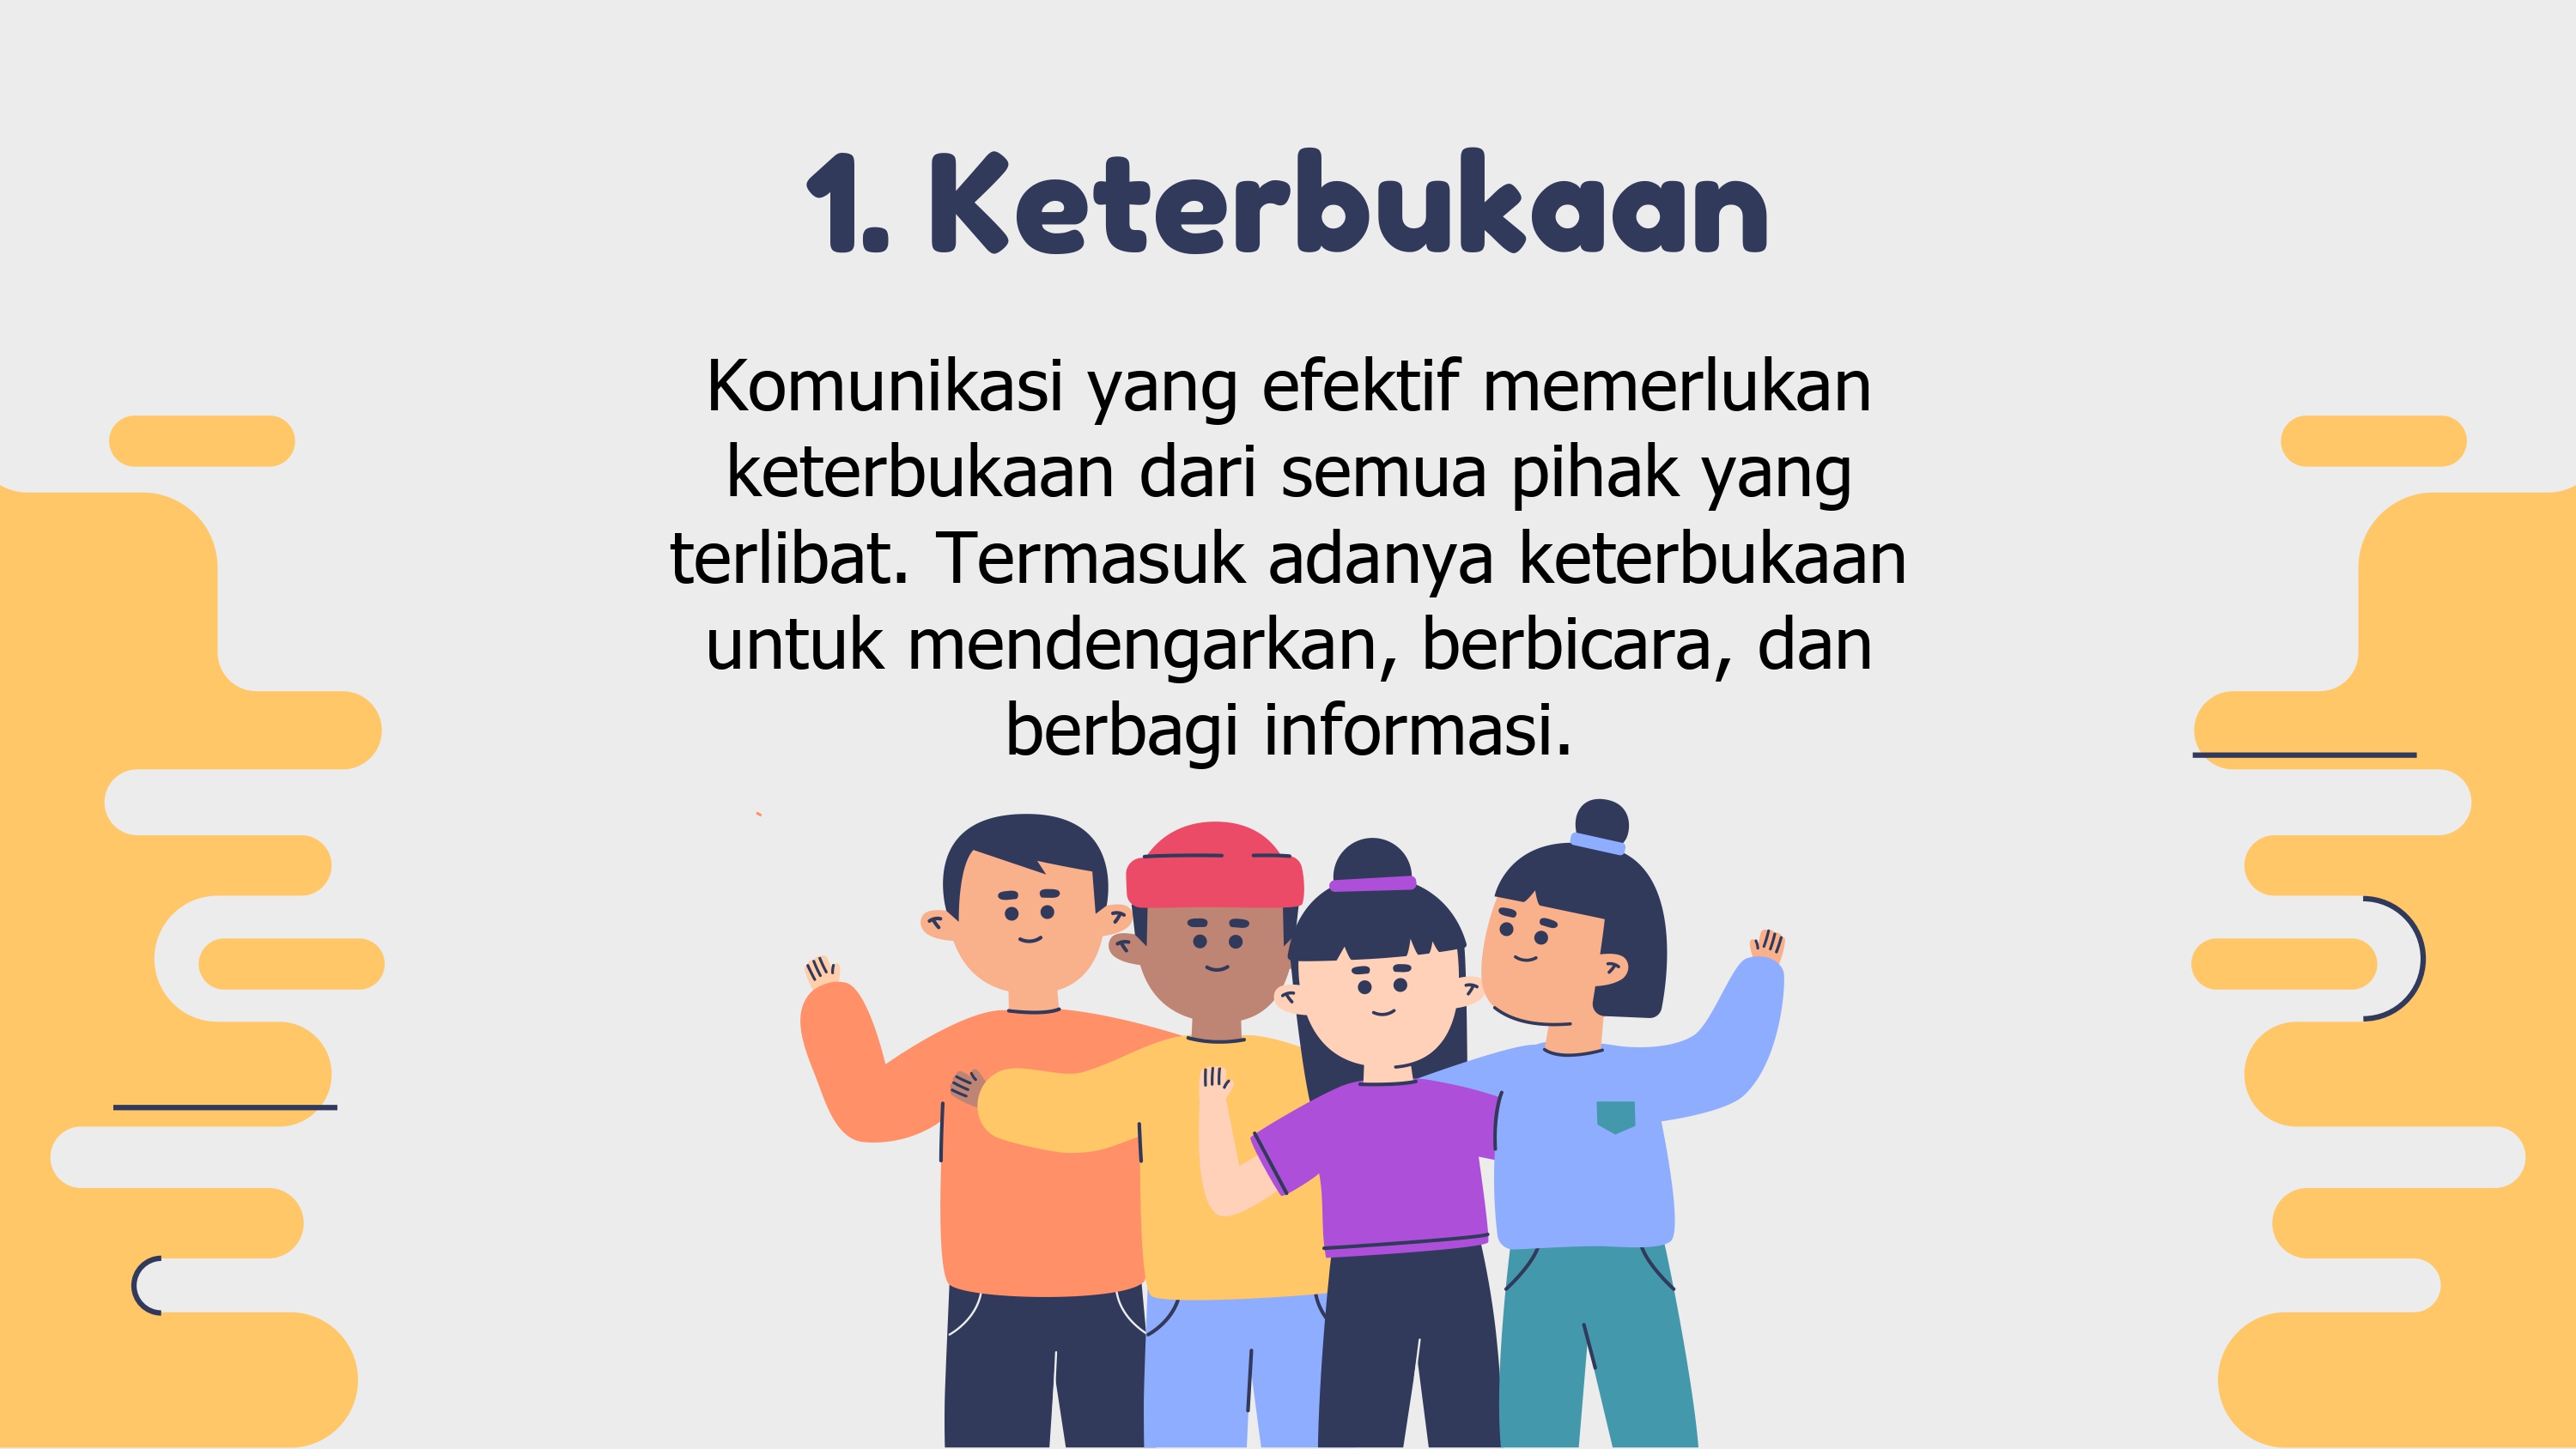 1. Keterbukaan
Komunikasi yang efektif memerlukan
keterbukaan dari semua pihak yang
terlibat. Termasuk adanya keterbukaan
untuk mendengarkan, berbicara, dan
berbagi informasi.